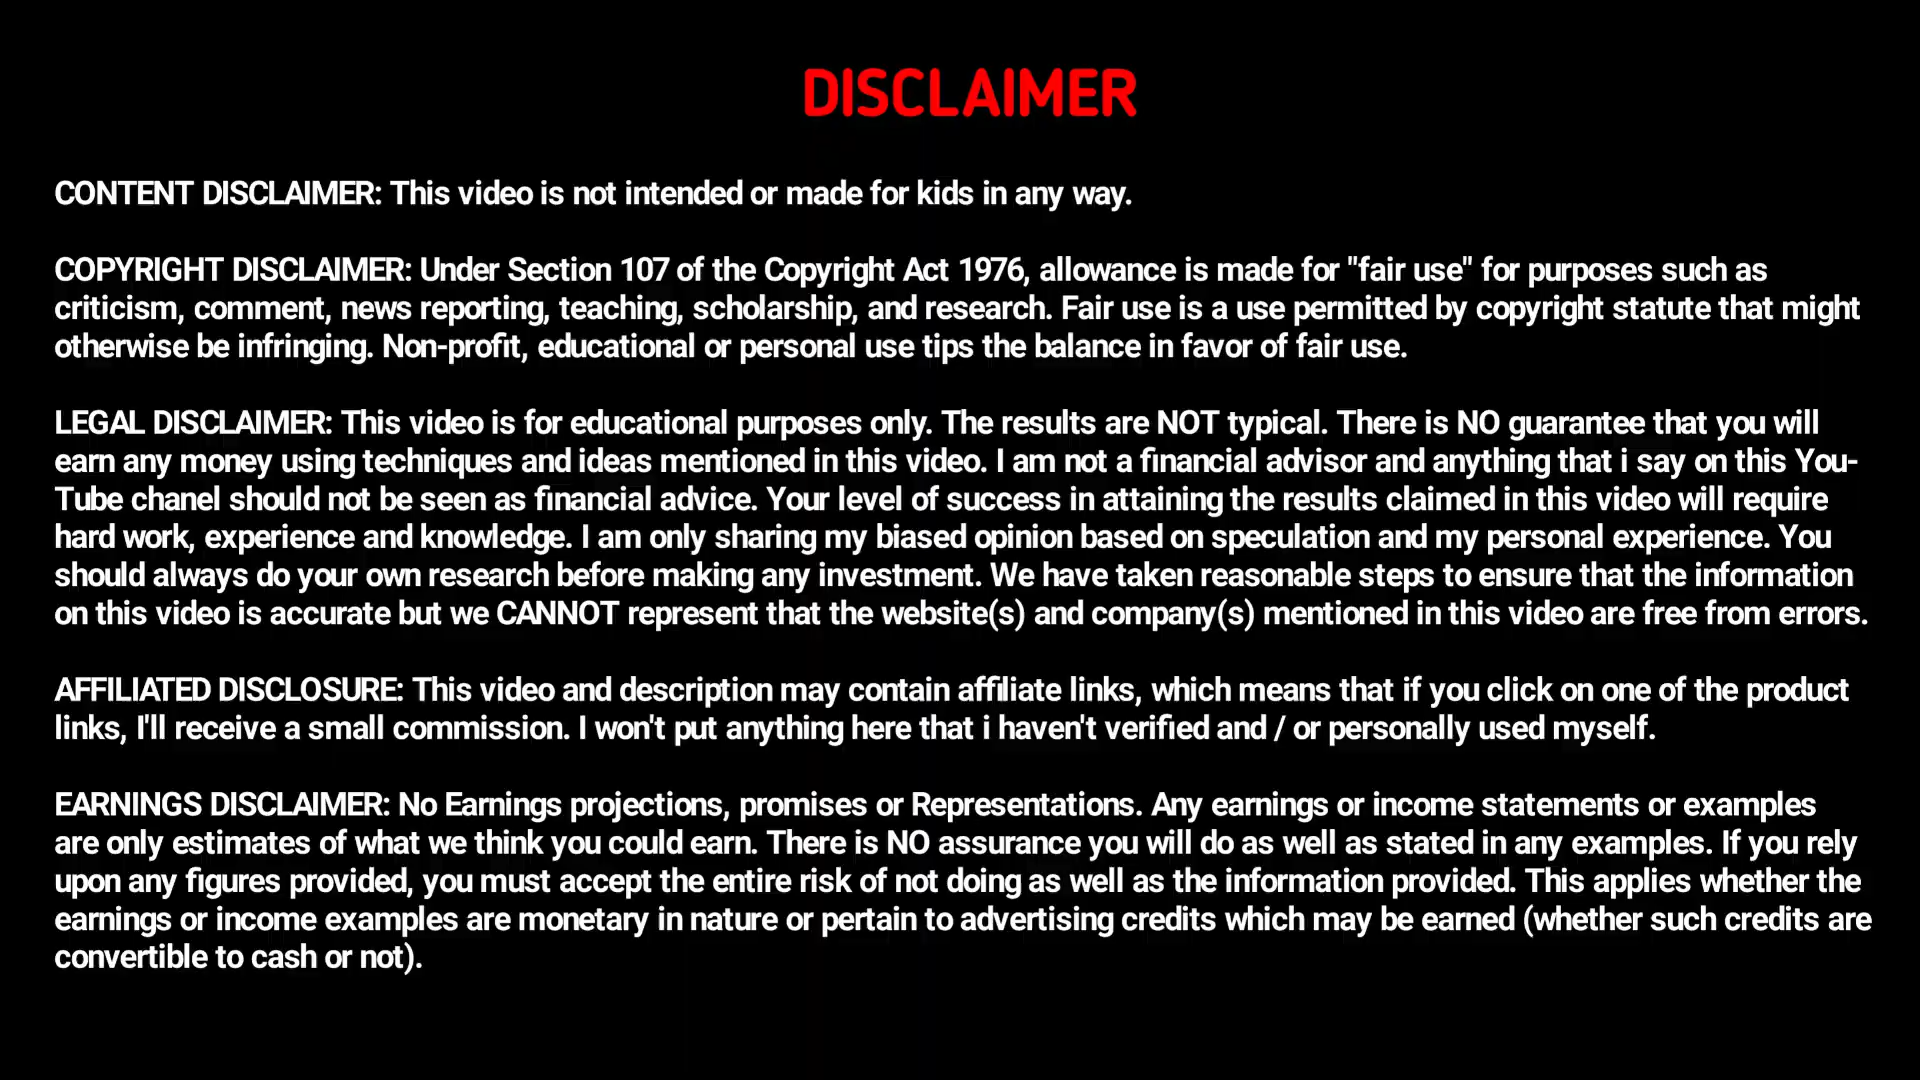 DISCLAIMER
CONTENT DISCLAIMER: This video is not intended or made for kids in any way.
COPYRIGHT DISCLAIMER: Under Section 107 of the Copyright Act 1976, allowance is made for "fair use" for purposes such as
criticism, comment, news reporting, teaching, scholarship, and research. Fair use is a use permitted by copyright statute that might
otherwise be infringing. Non-profit, educational or personal use tips the balance in favor of fair use.
LEGAL DISCLAIMER: This video is for educational purposes only. The results are NOT typical. There is NO guarantee that you will
earn any money using techniques and ideas mentioned in this video. I am not a financial advisor and anything that i say on this You-
Tube chanel should not be seen as financial advice. Your level of success in attaining the results claimed in this video will require
hard work, experience and knowledge. I am only sharing my biased opinion based on speculation and my personal experience. You
should always do your own research before making any investment. We have taken reasonable steps to ensure that the information
on this video is accurate but we CANNOT represent that the website(s) and company(s) mentioned in this video are free from errors.
AFFILIATED DISCLOSURE: This video and description may contain affiliate links, which means that if you click on one of the product
links, I'll receive a small commission. I won't put anything here that i haven't verified and / or personally used myself.
EARNINGS DISCLAIMER: No Earnings projections, promises or Representations. Any earnings or income statements or examples
are only estimates of what we think you could earn. There is NO assurance you will do as well as stated in any examples. If you rely
upon any figures provided, you must accept the entire risk of not doing as well as the information provided. This applies whether the
earnings or income examples are monetary in nature or pertain to advertising credits which may be earned (whether such credits are
convertible to cash or not).